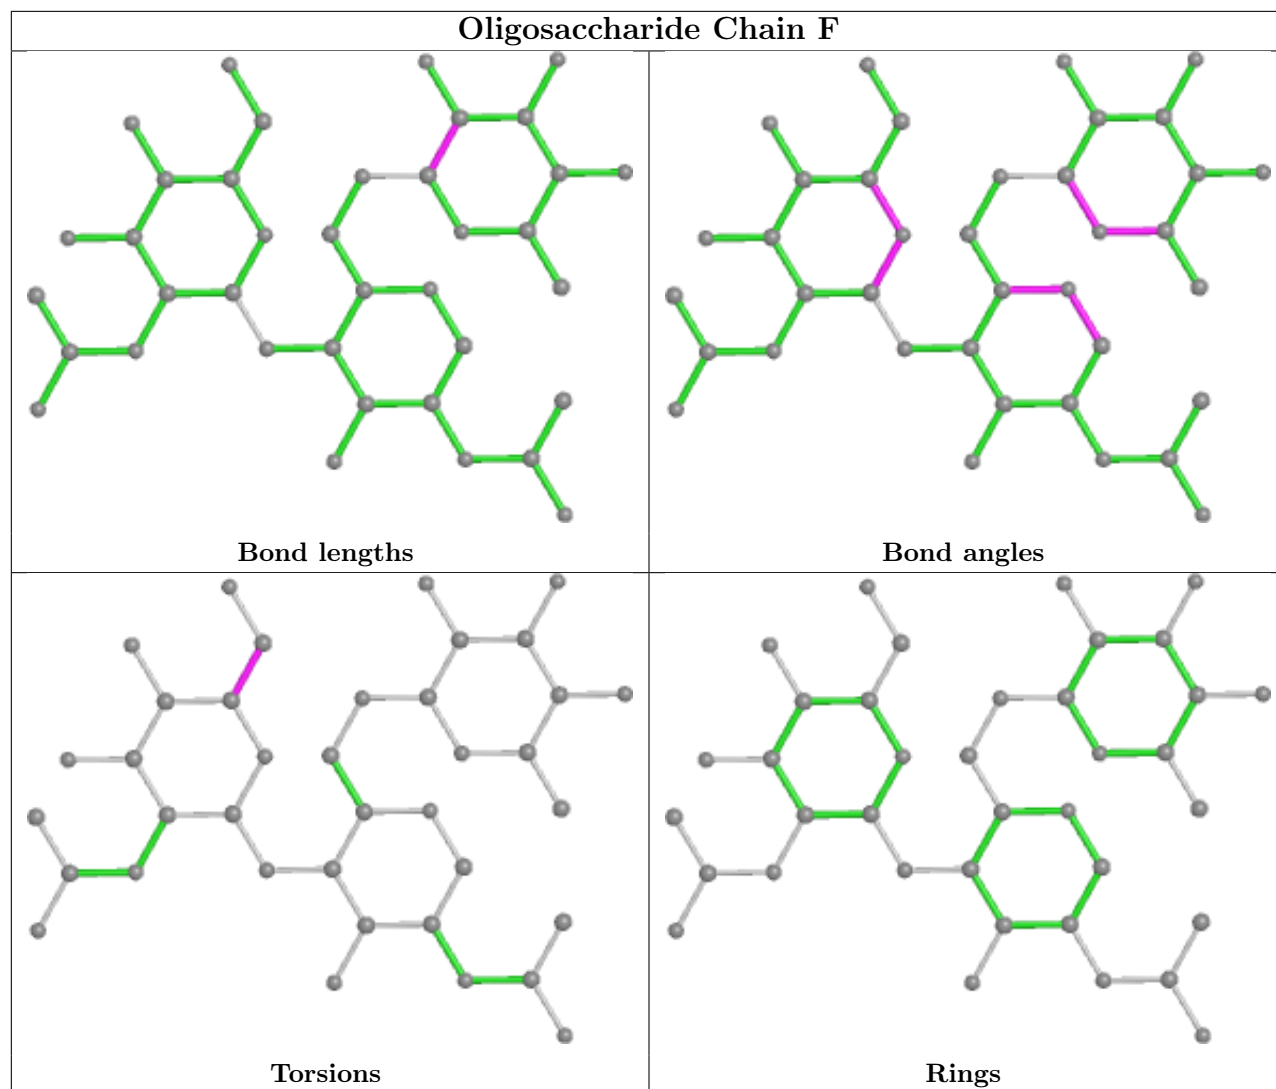 Oligosaccharide Chain F
Bond lengths
Bond angles
Torsions
Rings